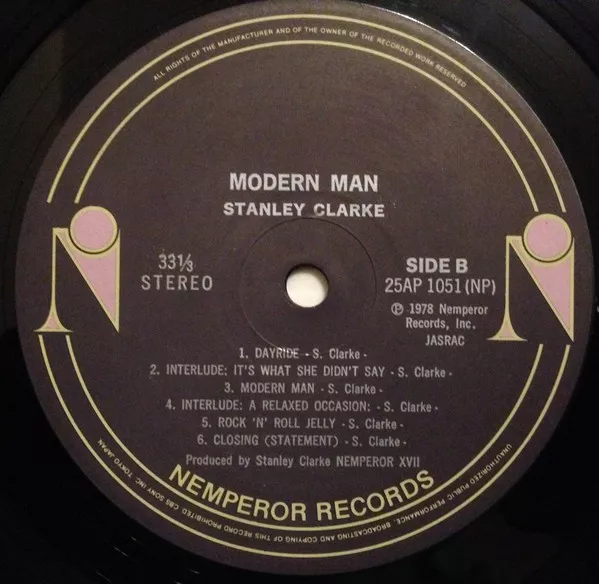 ALL RIGHTS OF THE MANUFACTURER AND OF THE OWNER OF THE RECORDED WORK RESERVED
MODERN MAN
STANLEY CLARKE
33⅓
STEREO
SIDE B
25AP 1051 (NP)
℗ 1978 Nemperor
Records, Inc.
JASRAC
1. DAYRIDE - S. Clarke -
2. INTERLUDE: IT'S WHAT SHE DIDN'T SAY - S. Clarke -
3. MODERN MAN - S. Clarke -
4. INTERLUDE: A RELAXED OCCASION: - S. Clarke -
5. ROCK 'N' ROLL JELLY - S. Clarke -
6. CLOSING (STATEMENT) - S. Clarke -
Produced by Stanley Clarke NEMPEROR XVII
NEMPEROR RECORDS
UNAUTHORIZED PUBLIC PERFORMANCE, BROADCASTING AND COPYING OF THIS RECORD PROHIBITED CBS SONY INC. TOKYO JAPAN